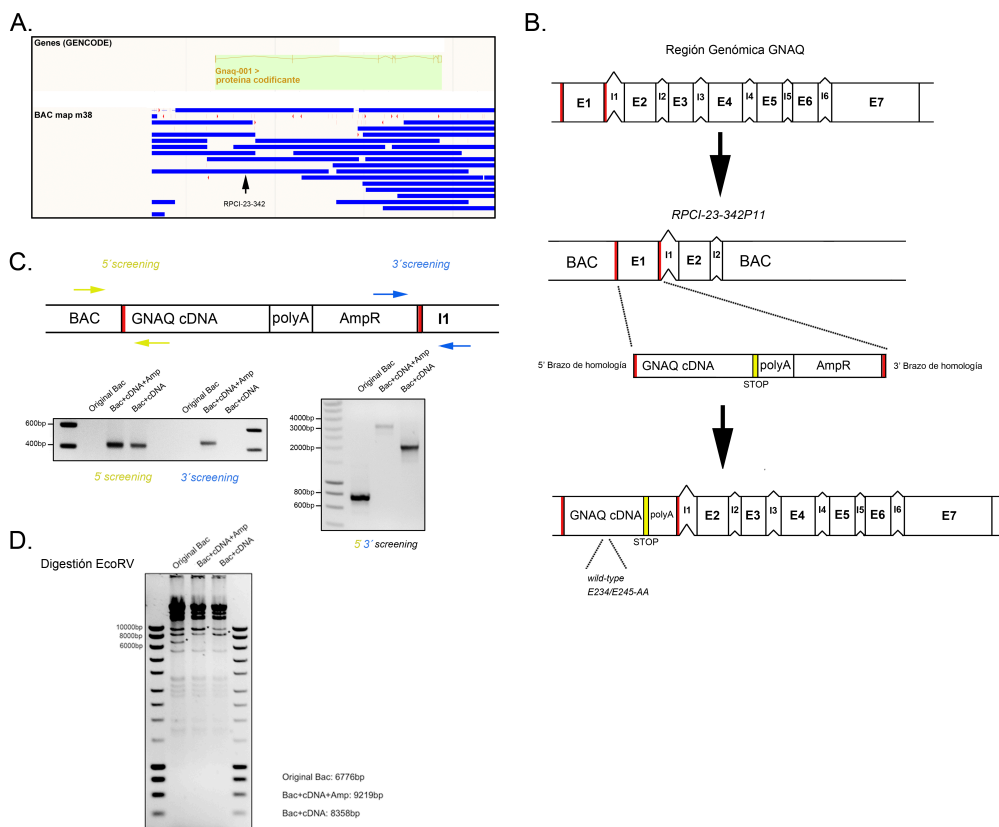 A.
Genes (GENCODE)
Gnaq-001 >
proteína codificante
BAC map m38
RPCI-23-342
B.
Región Genómica GNAQ
E1 I1 E2 I2 E3 I3 E4 I4 E5 I5 E6 I6 E7
RPCI-23-342P11
BAC E1 I1 E2 I2 BAC
5' Brazo de homología GNAQ cDNA polyA AmpR 3' Brazo de homología
STOP
GNAQ cDNA polyA I1 E2 I2 E3 I3 E4 I4 E5 I5 E6 I6 E7
STOP
wild-type
E234/E245-AA
C.
5´screening 3´screening
BAC GNAQ cDNA polyA AmpR I1
Original Bac Bac+cDNA+Amp Bac+cDNA Original Bac Bac+cDNA+Amp Bac+cDNA
600bp
400bp
5´screening 3´screening
Original Bac Bac+cDNA+Amp Bac+cDNA
4000bp
3000bp
2000bp
800bp
600bp
5´3´ screening
D.
Digestión EcoRV
Original Bac Bac+cDNA+Amp Bac+cDNA
10000bp
8000bp
6000bp
Original Bac: 6776bp
Bac+cDNA+Amp: 9219bp
Bac+cDNA: 8358bp